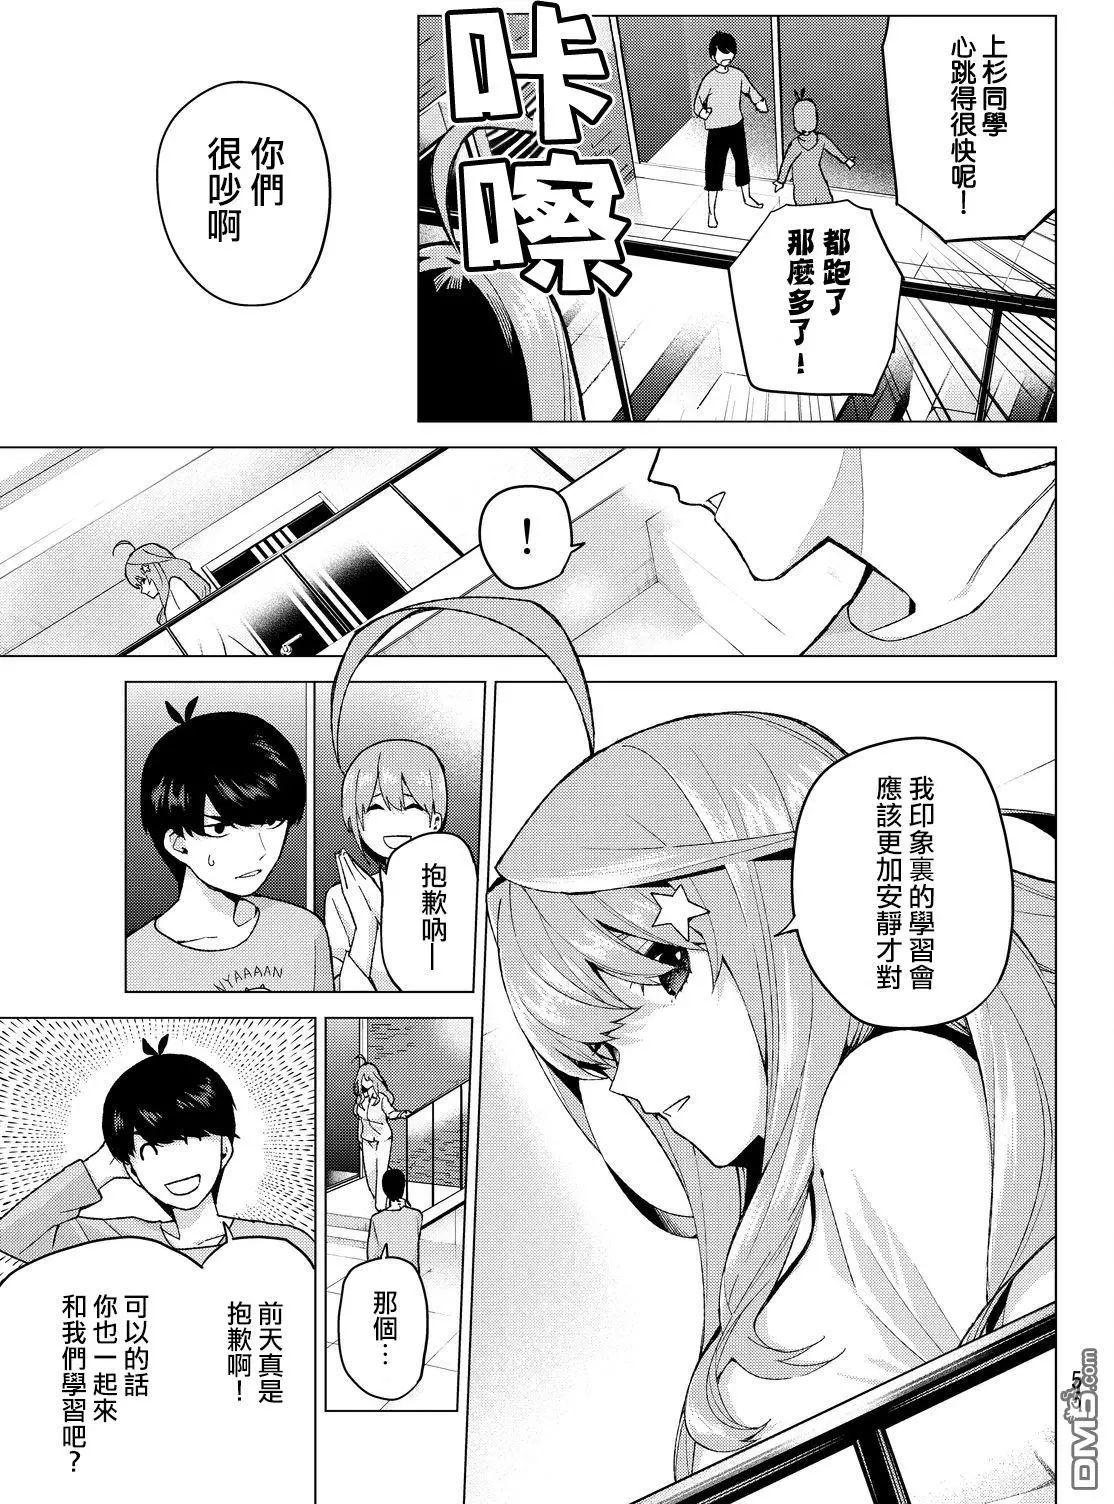 上杉同學
心跳得很快呢！
都跑了
那麼多了！
咔嚓
你們
很吵啊
！
我印象裏的學習會
應該更加安靜才對
抱歉吶—
NYAAAAN
那個…
前天真是
抱歉啊！
可以的話
你也一起來
和我們學習吧？
DM5.com